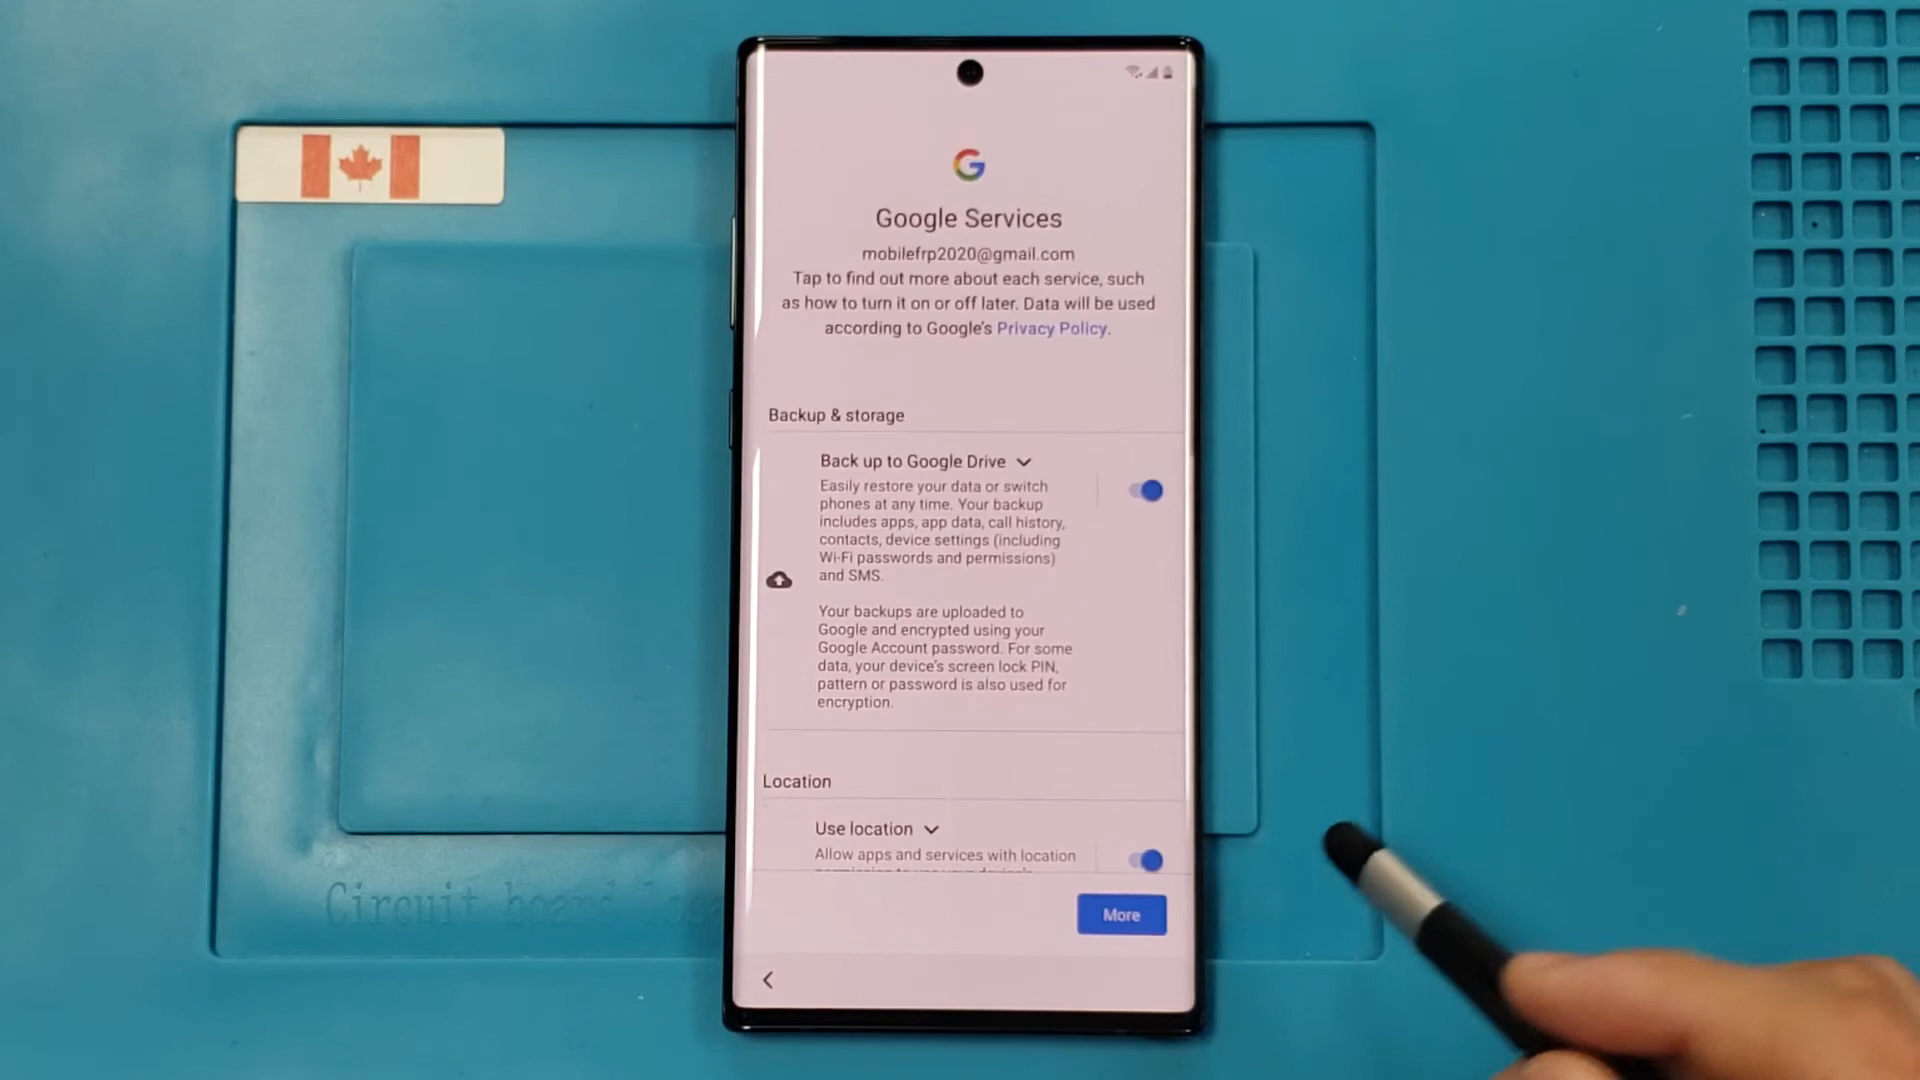 Google Services
mobilefrp2020@gmail.com
Tap to find out more about each service, such
as how to turn it on or off later. Data will be used
according to Google's Privacy Policy.
Backup & storage
Back up to Google Drive
Easily restore your data or switch
phones at any time. Your backup
includes apps, app data, call history,
contacts, device settings (including
Wi-Fi passwords and permissions)
and SMS.
Your backups are uploaded to
Google and encrypted using your
Google Account password. For some
data, your device's screen lock PIN,
pattern or password is also used for
encryption.
Location
Use location
Allow apps and services with location
More
Circuit board